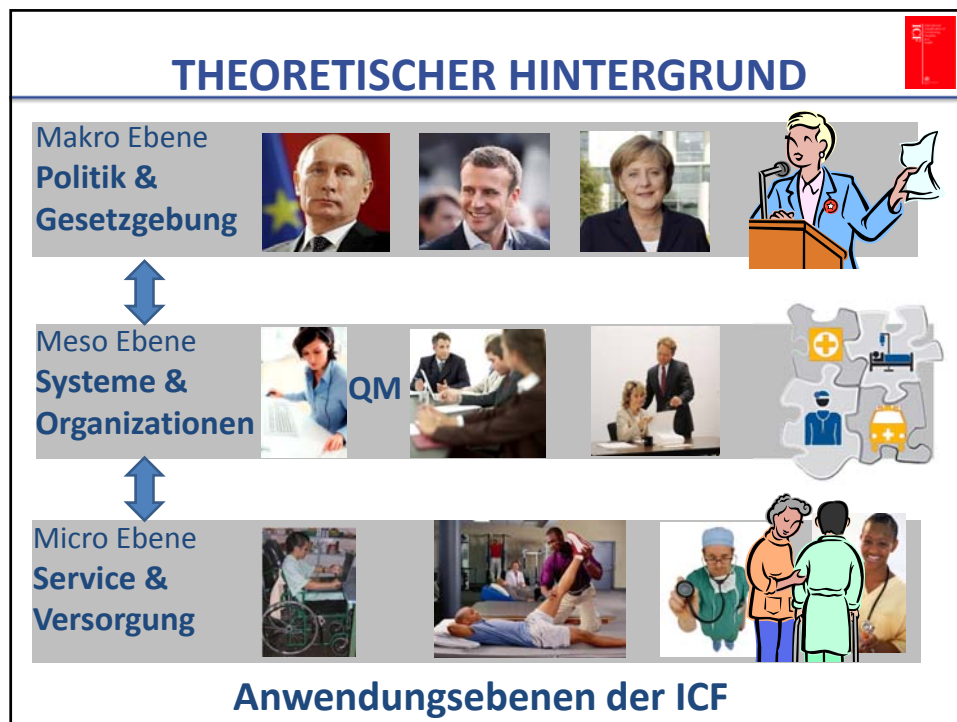 THEORETISCHER HINTERGRUND
Makro Ebene
Politik &
Gesetzgebung
Meso Ebene
Systeme &
Organizationen
QM
Micro Ebene
Service &
Versorgung
Anwendungsebenen der ICF